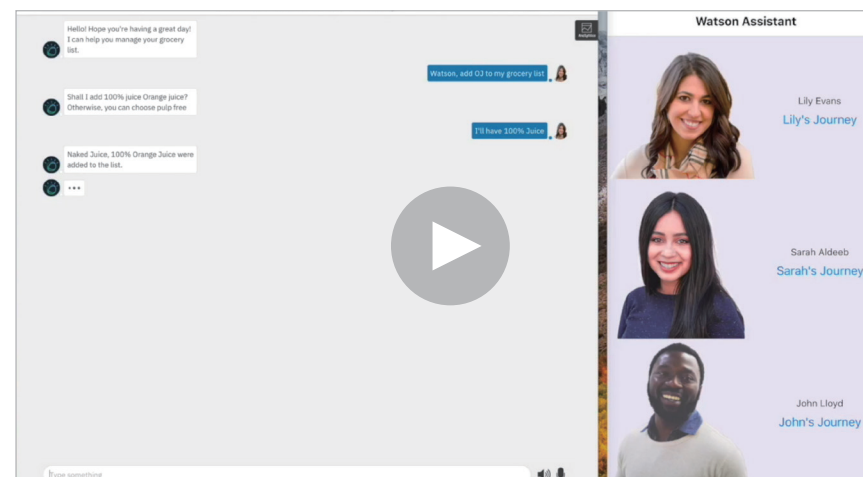 Hello! Hope you're having a great day!
I can help you manage your grocery
list.
Analytics
Watson, add OJ to my grocery list
Shall I add 100% juice Orange juice?
Otherwise, you can choose pulp free
I'll have 100% Juice
Naked Juice, 100% Orange Juice were
added to the list.
Type something
Watson Assistant
Lily Evans
Lily's Journey
Sarah Aldeeb
Sarah's Journey
John Lloyd
John's Journey